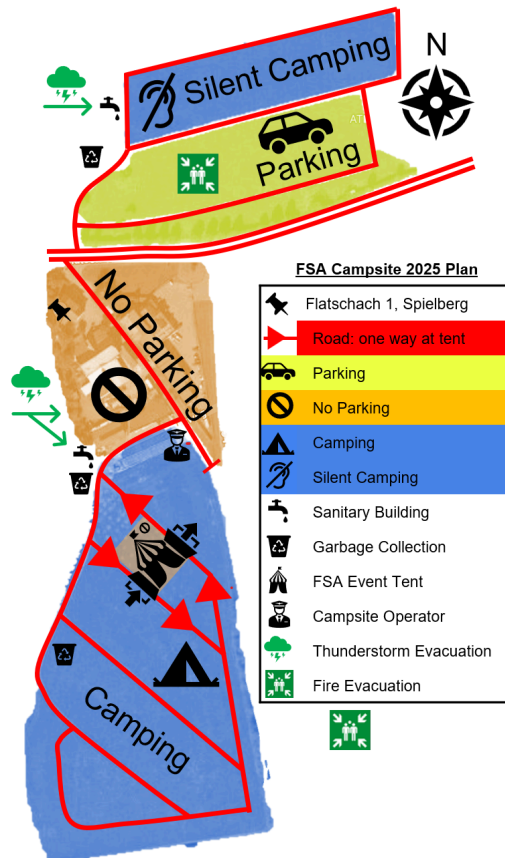 N
Silent Camping
Parking
No Parking
FSA Campsite 2025 Plan
Flatschach 1, Spielberg
Road: one way at tent
Parking
No Parking
Camping
Silent Camping
Sanitary Building
Garbage Collection
FSA Event Tent
Campsite Operator
Thunderstorm Evacuation
Fire Evacuation
Camping